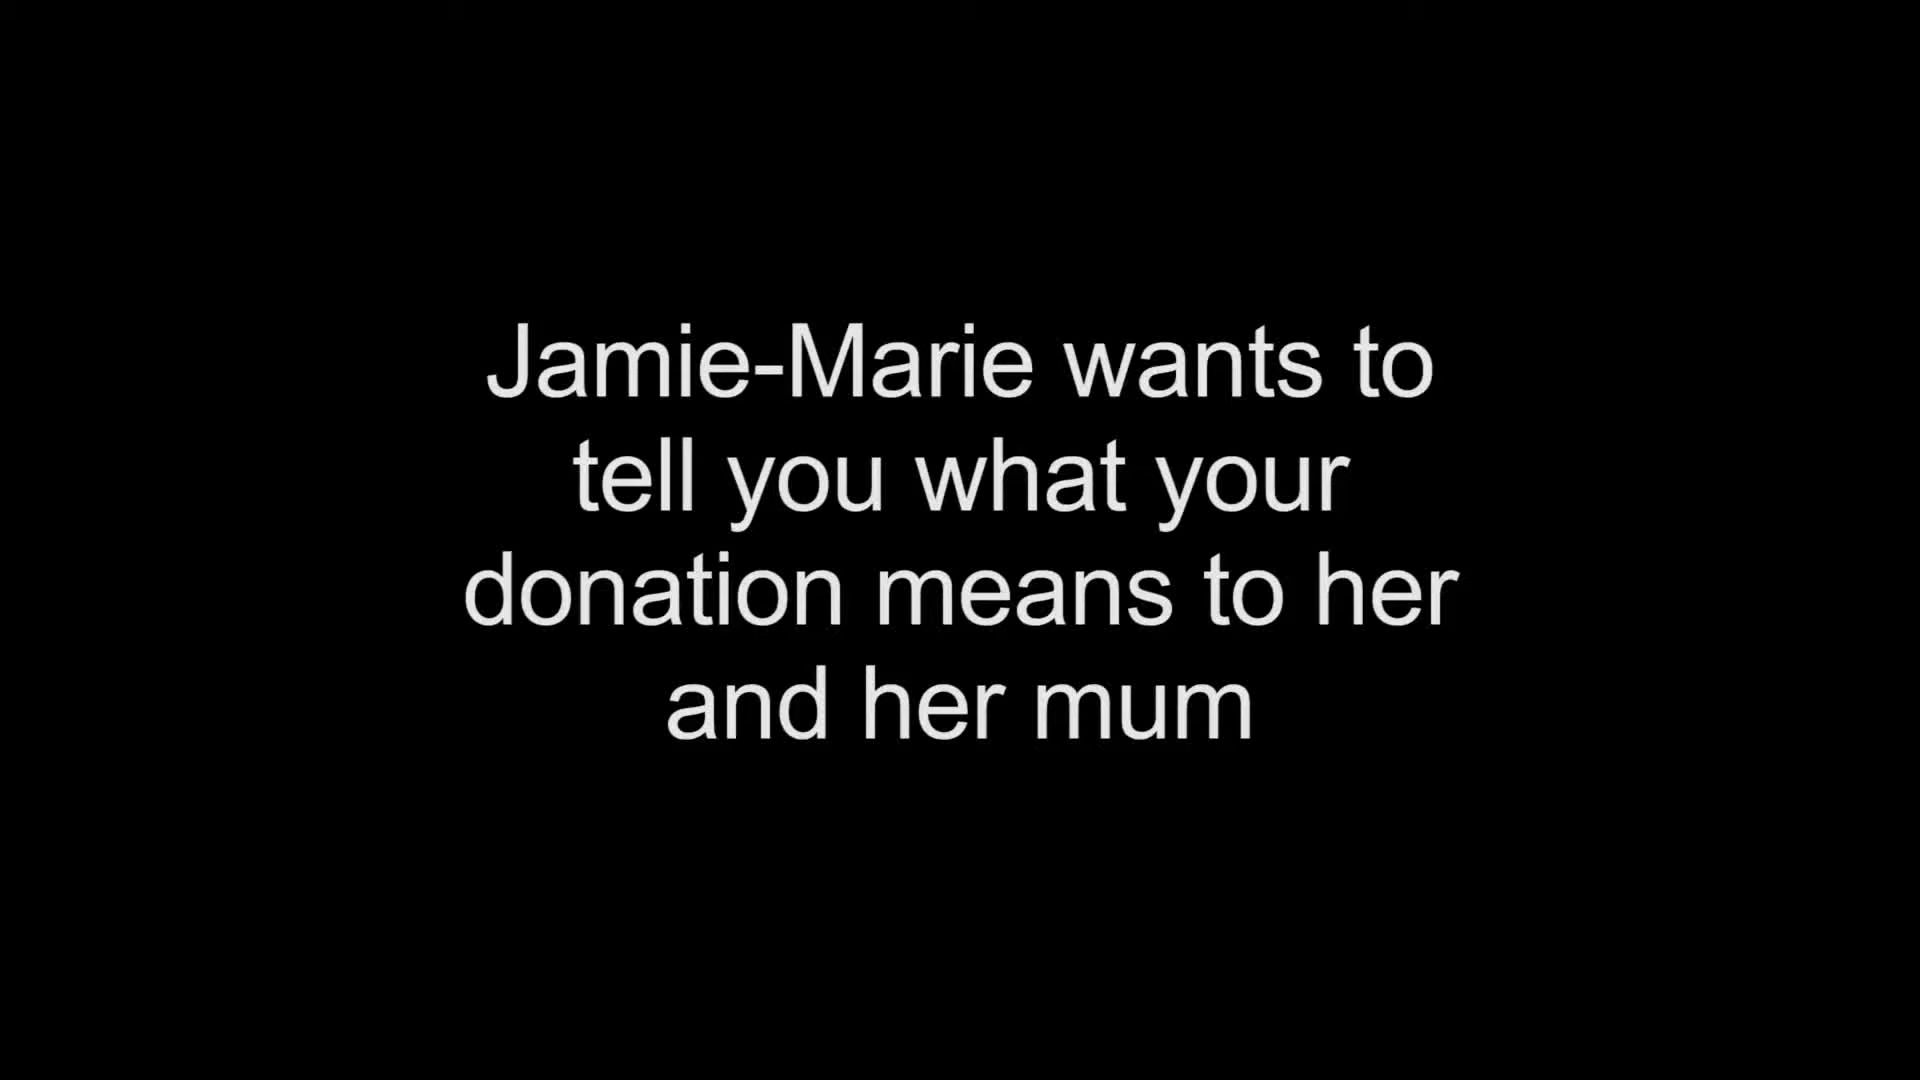 Jamie-Marie wants to
tell you what your
donation means to her
and her mum